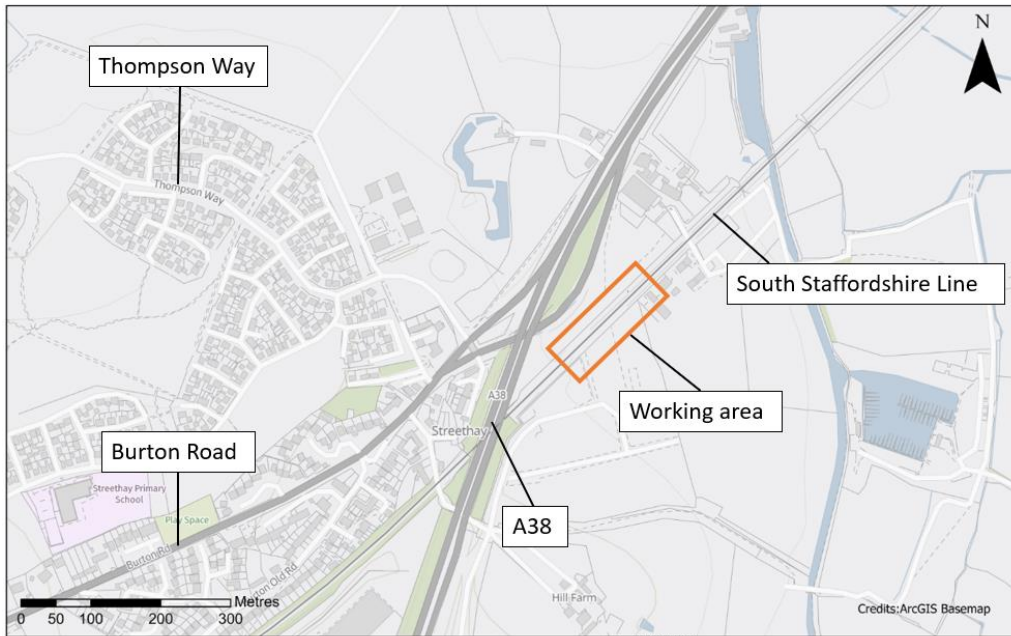 N
Thompson Way
Thompson Way
South Staffordshire Line
A38
Working area
Streethay
Burton Road
Streethay Primary
School
Play Space
A38
Burton Rd
Burton Old Rd
Hill Farm
Metres
0 50 100 200 300
Credits:ArcGIS Basemap